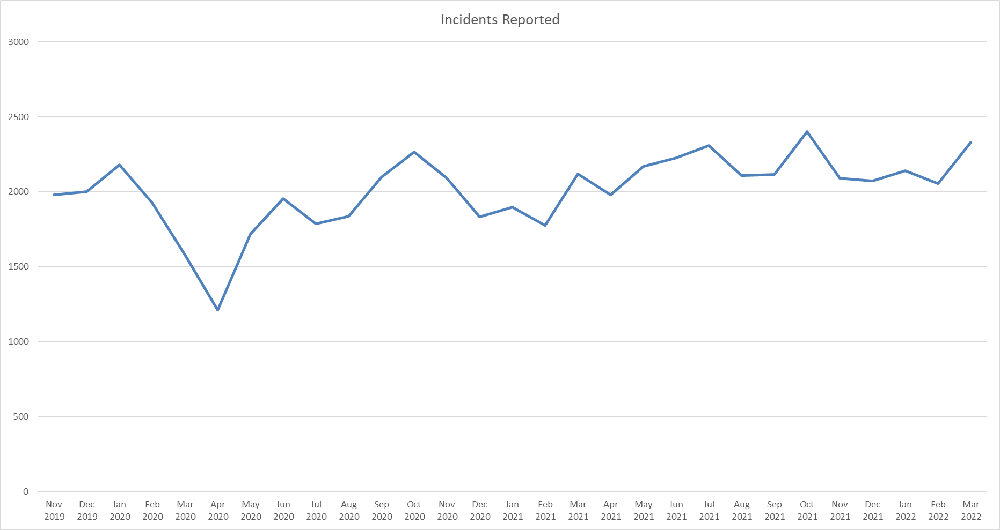 Incidents Reported
3000
2500
2000
1500
1000
500
0
Nov Dec Jan Feb Mar Apr May Jun Jul Aug Sep Oct Nov Dec Jan Feb Mar Apr May Jun Jul Aug Sep Oct Nov Dec Jan Feb Mar
2019 2019 2020 2020 2020 2020 2020 2020 2020 2020 2020 2020 2020 2020 2021 2021 2021 2021 2021 2021 2021 2021 2021 2021 2021 2021 2022 2022 2022